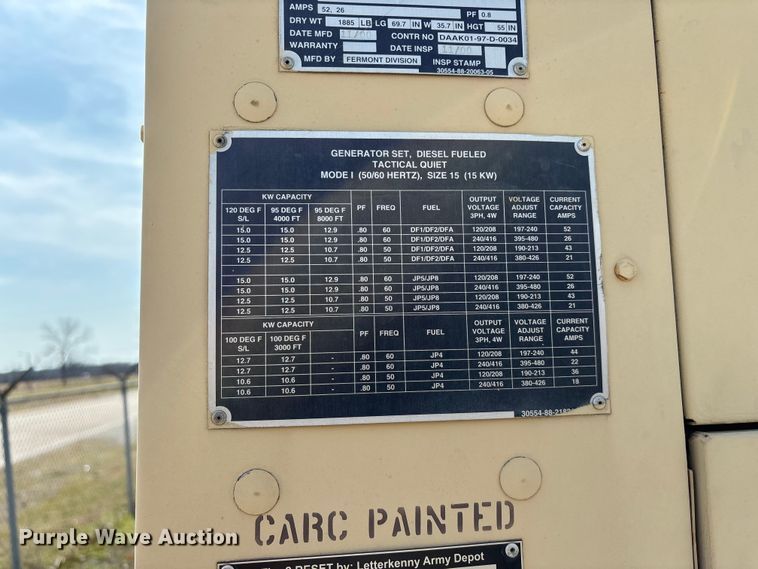 AMPS 52, 26 PF 0.8
DRY WT 1885 LB LG 69.7 IN W 35.7 IN HGT 55 IN
DATE MFD 11/00 CONTR NO DAAK01-97-D-0034
WARRANTY DATE INSP 11/00
MFD BY FERMONT DIVISION INSP STAMP
30554-88-20063-05
GENERATOR SET, DIESEL FUELED
TACTICAL QUIET
MODE I (50/60 HERTZ), SIZE 15 (15 KW)
KW CAPACITY PF FREQ FUEL OUTPUT VOLTAGE 3PH, 4W VOLTAGE ADJUST RANGE CURRENT CAPACITY AMPS
120 DEG F S/L 95 DEG F 4000 FT 95 DEG F 8000 FT
15.0 15.0 12.9 .80 60 DF1/DF2/DFA 120/208 197-240 52
15.0 15.0 12.9 .80 60 DF1/DF2/DFA 240/416 395-480 26
12.5 12.5 10.7 .80 50 DF1/DF2/DFA 120/208 190-213 43
12.5 12.5 10.7 .80 50 DF1/DF2/DFA 240/416 380-426 21
15.0 15.0 12.9 .80 60 JP5/JP8 120/208 197-240 52
15.0 15.0 12.9 .80 60 JP5/JP8 240/416 395-480 26
12.5 12.5 10.7 .80 50 JP5/JP8 120/208 190-213 43
12.5 12.5 10.7 .80 50 JP5/JP8 240/416 380-426 21
KW CAPACITY PF FREQ FUEL OUTPUT VOLTAGE 3PH, 4W VOLTAGE ADJUST RANGE CURRENT CAPACITY AMPS
100 DEG F S/L 100 DEG F 3000 FT -
12.7 12.7 - .80 60 JP4 120/208 197-240 44
12.7 12.7 - .80 60 JP4 240/416 395-480 22
10.6 10.6 - .80 50 JP4 120/208 190-213 36
10.6 10.6 - .80 50 JP4 240/416 380-426 18
CARC PAINTED
RESET by: Letterkenny Army Depot
Purple Wave Auction